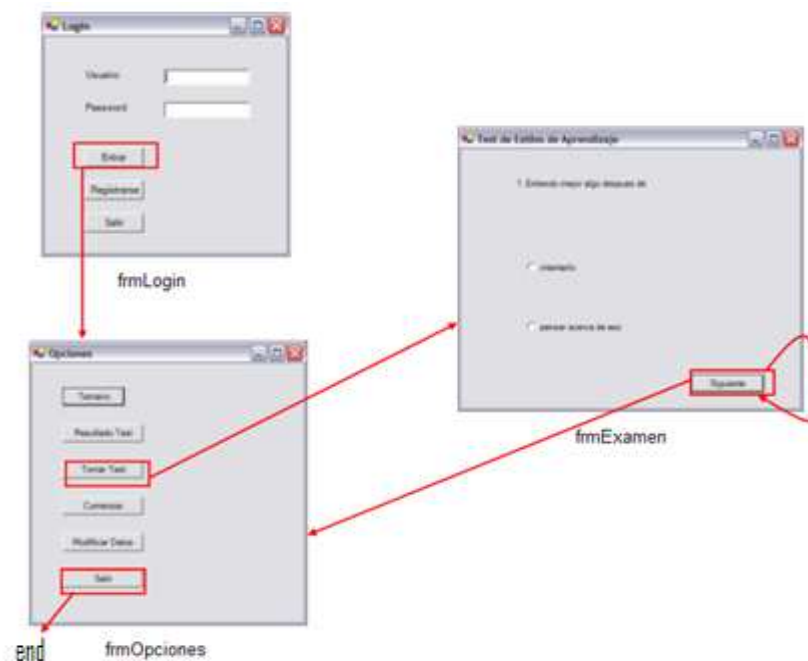 Login
Usuario
Password
Entrar
Registrarse
Salir
frmLogin
Test de Estilos de Aprendizaje
1. Entiendo mejor algo despues de
intentarlo
pensar acerca de eso
Siguiente
frmExamen
Opciones
Temario
Resultado Test
Tomar Test
Comenzar
Modificar Datos
Salir
end
frmOpciones